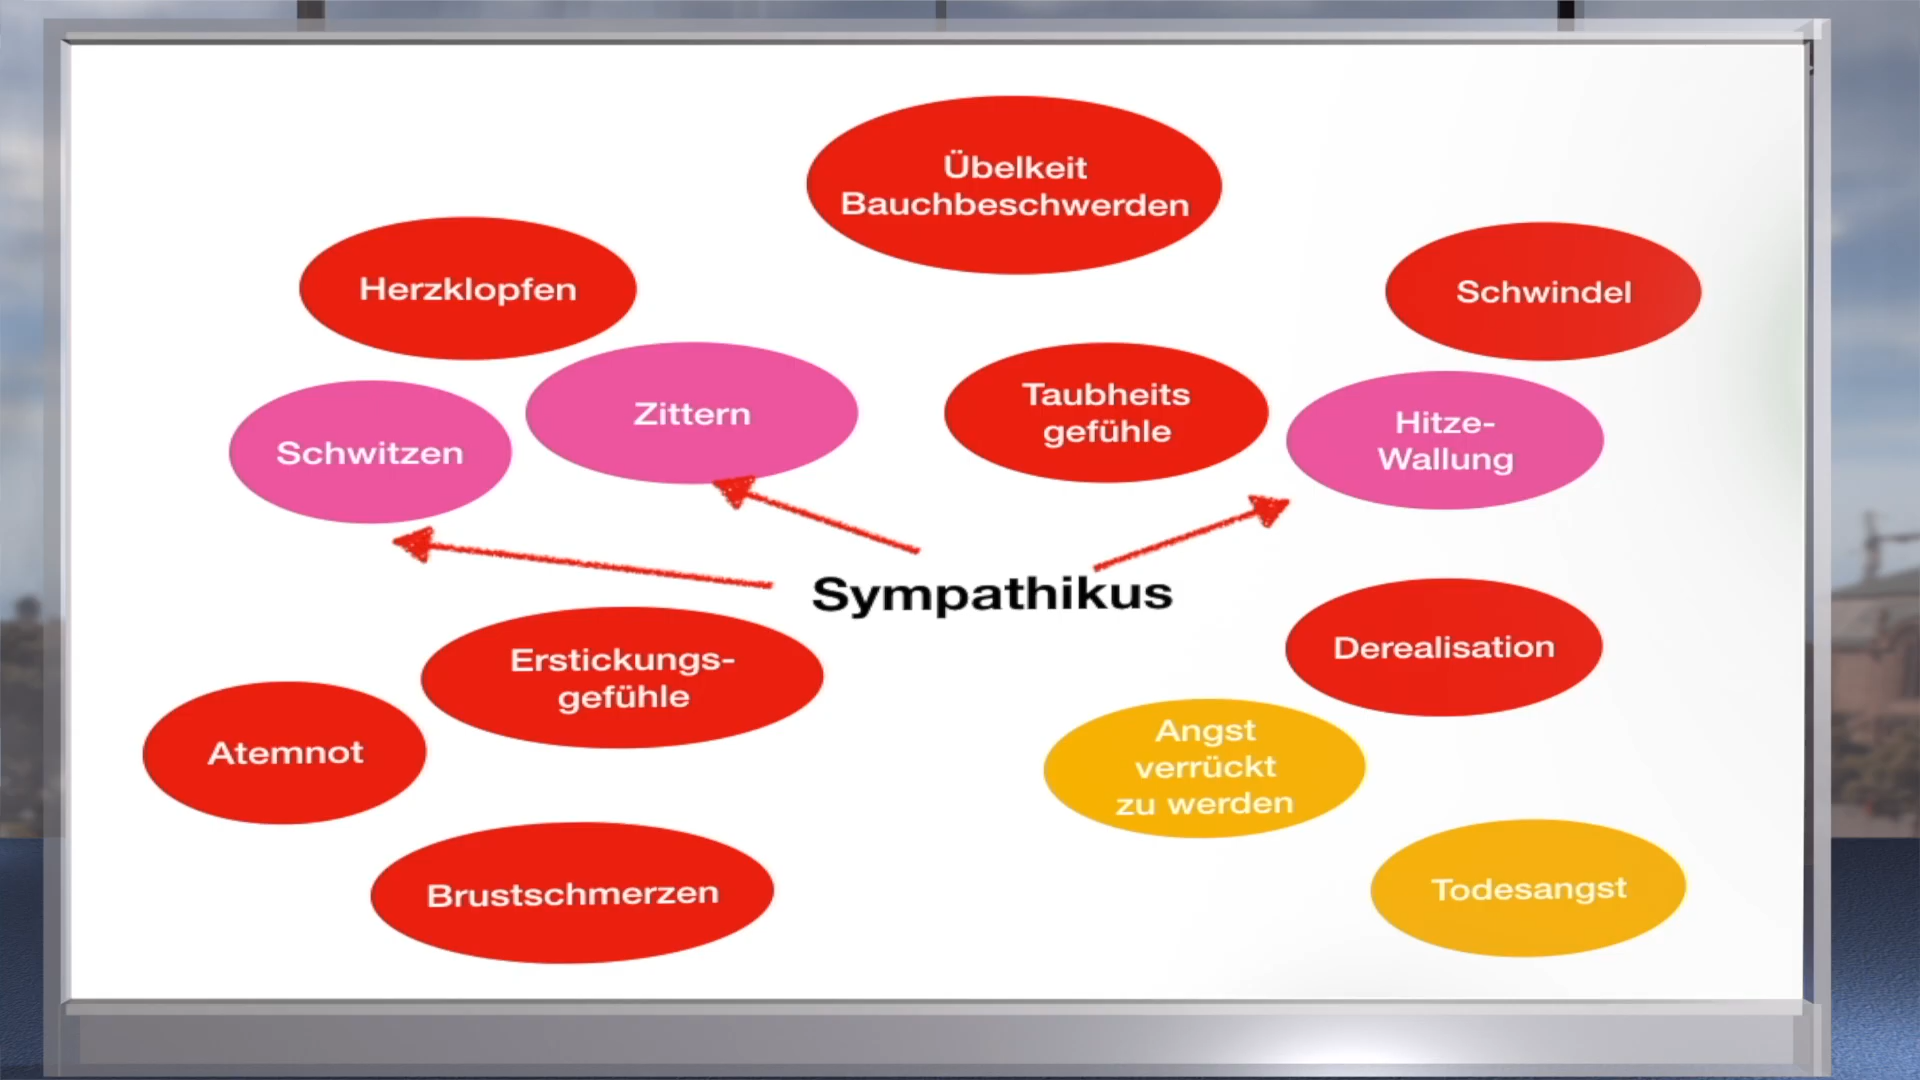 Übelkeit
Bauchbeschwerden
Herzklopfen
Schwindel
Zittern
Taubheits
gefühle
Hitze-
Wallung
Schwitzen
Sympathikus
Erstickungs-
gefühle
Derealisation
Atemnot
Angst
verrückt
zu werden
Brustschmerzen
Todesangst